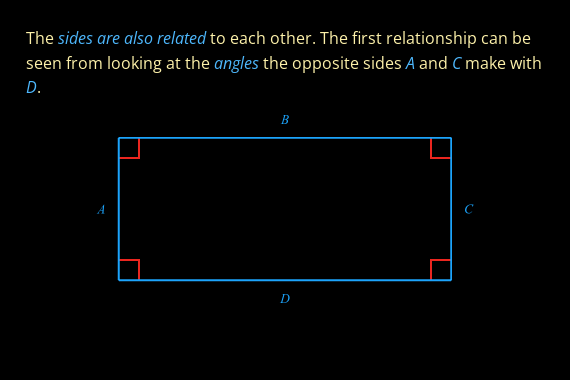 The sides are also related to each other. The first relationship can be
seen from looking at the angles the opposite sides A and C make with
D.
B
A
C
D